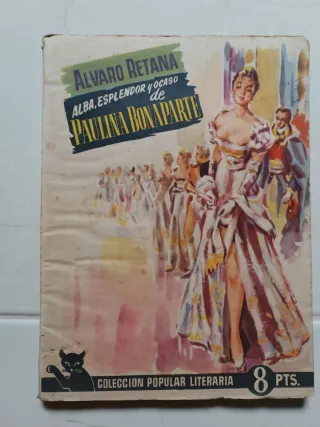 ALVARO RETANA
ALBA, ESPLENDOR y OCASO
de
PAULINA BONAPARTE
COLECCION POPULAR LITERARIA 8 PTS.